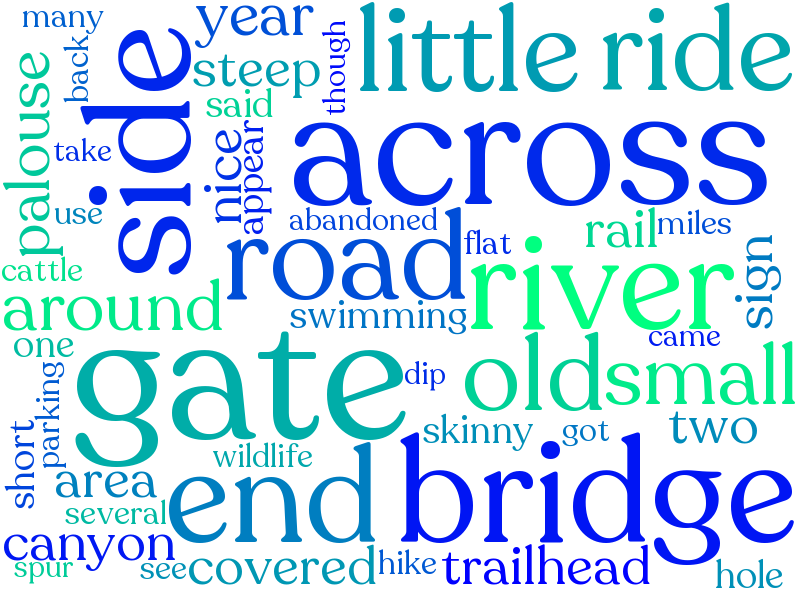 many
year
little
ride
back
side
steep
though
palouse
said
across
take
nice
appear
use
abandoned
rail
miles
flat
road
river
sign
cattle
around
swimming
came
one
gate
old
small
dip
short
parking
skinny
got
two
wildlife
area
end
bridge
several
canyon
spur
see
covered
hike
trailhead
hole